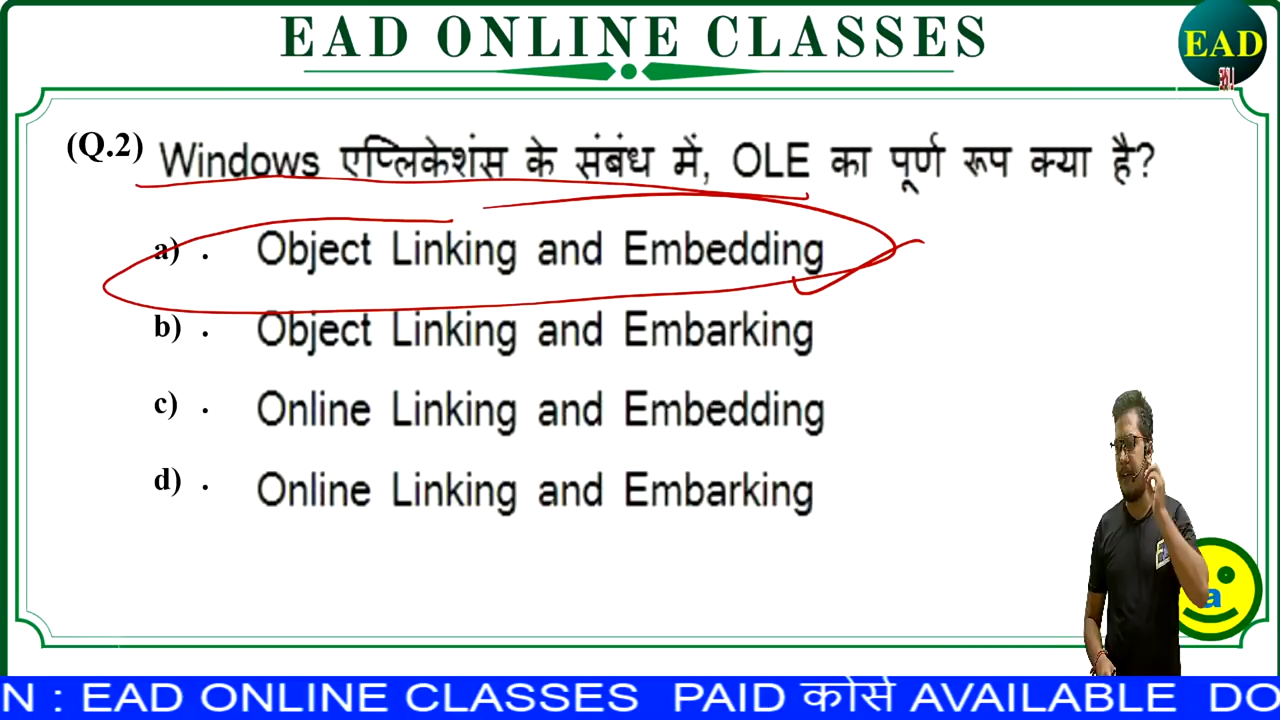 EAD ONLINE CLASSES
EAD
(Q.2) Windows एप्लिकेशंस के संबंध में, OLE का पूर्ण रूप क्या है?
a) . Object Linking and Embedding
b) . Object Linking and Embarking
c) . Online Linking and Embedding
d) . Online Linking and Embarking
a
N : EAD ONLINE CLASSES PAID कोर्स AVAILABLE DO